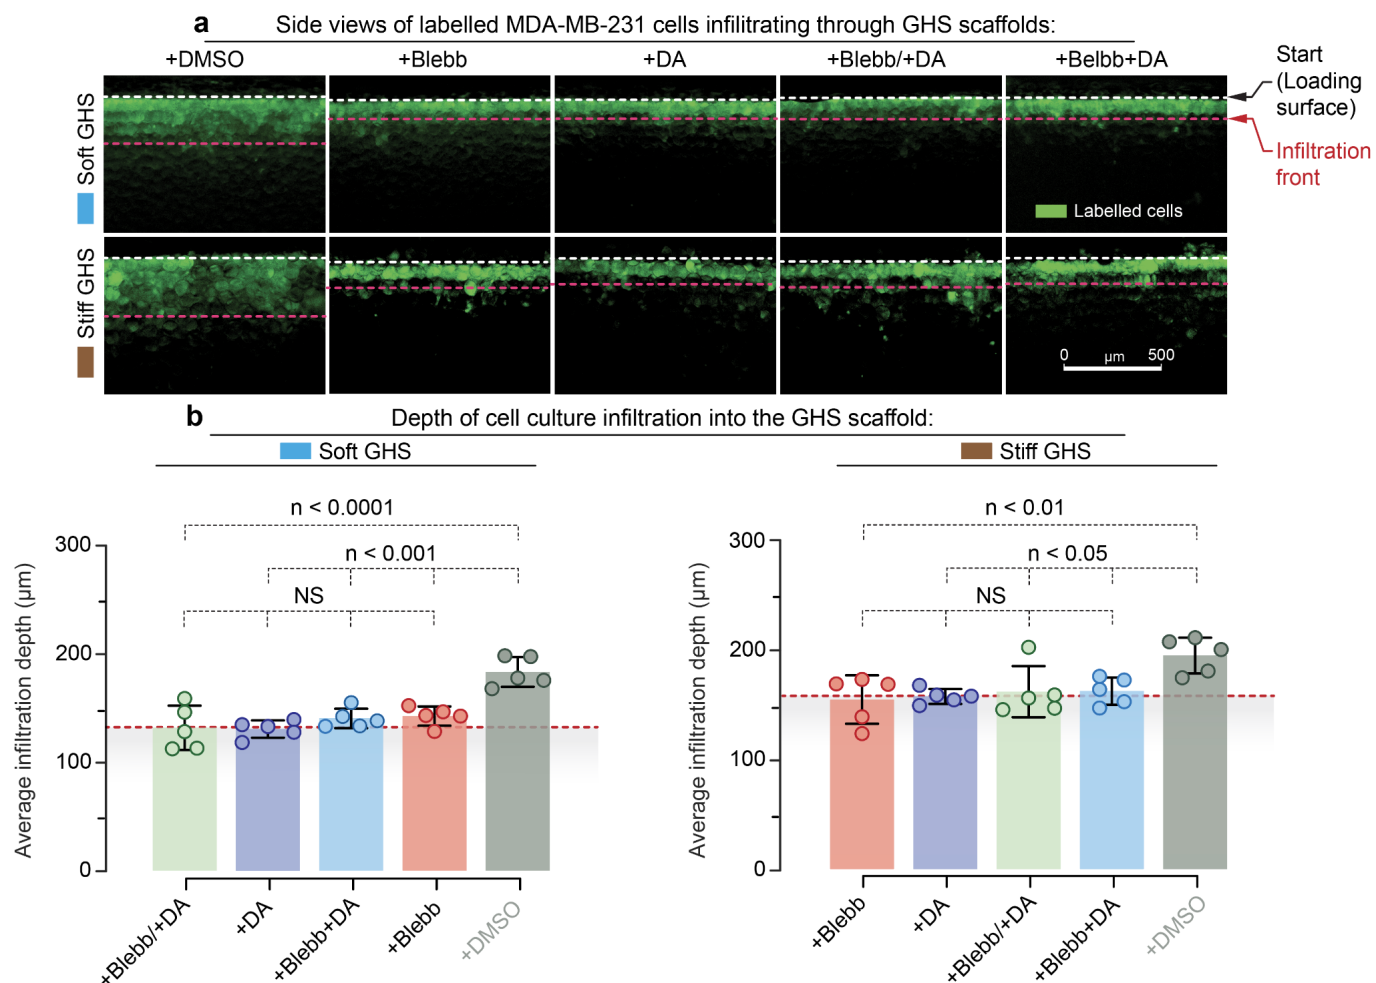 a
Side views of labelled MDA-MB-231 cells infiltrating through GHS scaffolds:
+DMSO
+Blebb
+DA
+Blebb/+DA
+Belbb+DA
Start
(Loading
surface)
Infiltration
front
Soft GHS
Labelled cells
Stiff GHS
0 µm 500
b
Depth of cell culture infiltration into the GHS scaffold:
Soft GHS
n < 0.0001
n < 0.001
NS
Average infiltration depth (µm)
300
200
100
0
+Blebb/+DA
+DA
+Blebb+DA
+Blebb
+DMSO
Stiff GHS
n < 0.01
n < 0.05
NS
Average infiltration depth (µm)
300
200
100
0
+Blebb
+DA
+Blebb/+DA
+Blebb+DA
+DMSO